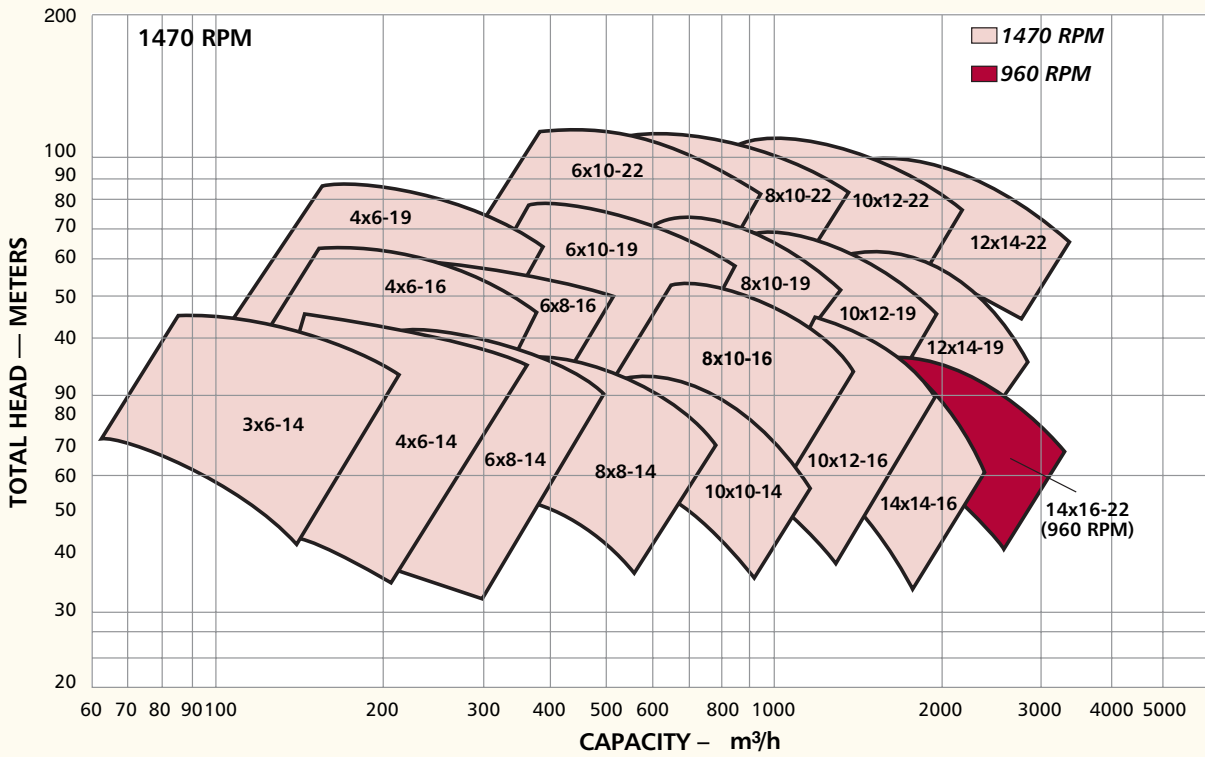 200
1470 RPM
1470 RPM
960 RPM
100
90
80
70
60
50
40
90
80
70
60
50
40
30
20
TOTAL HEAD — METERS
6x10-22
8x10-22
10x12-22
4x6-19
12x14-22
6x10-19
8x10-19
4x6-16
6x8-16
10x12-19
12x14-19
8x10-16
3x6-14
4x6-14
6x8-14
8x8-14
10x12-16
10x10-14
14x14-16
14x16-22
(960 RPM)
60 70 80 90 100 200 300 400 500 600 800 1000 2000 3000 4000 5000
CAPACITY – m³/h